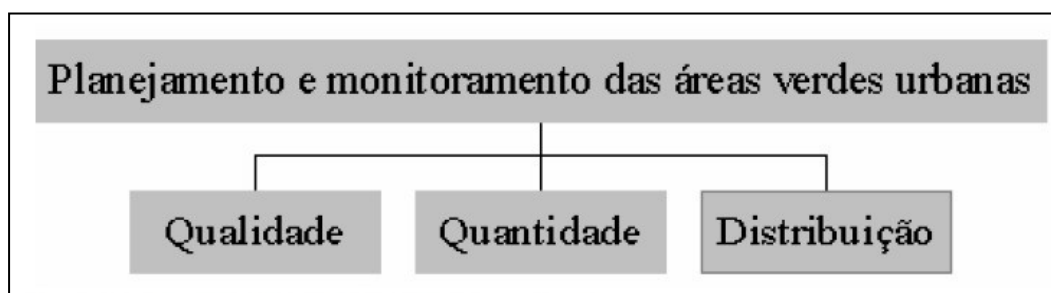 Planejamento e monitoramento das áreas verdes urbanas
Qualidade
Quantidade
Distribuição